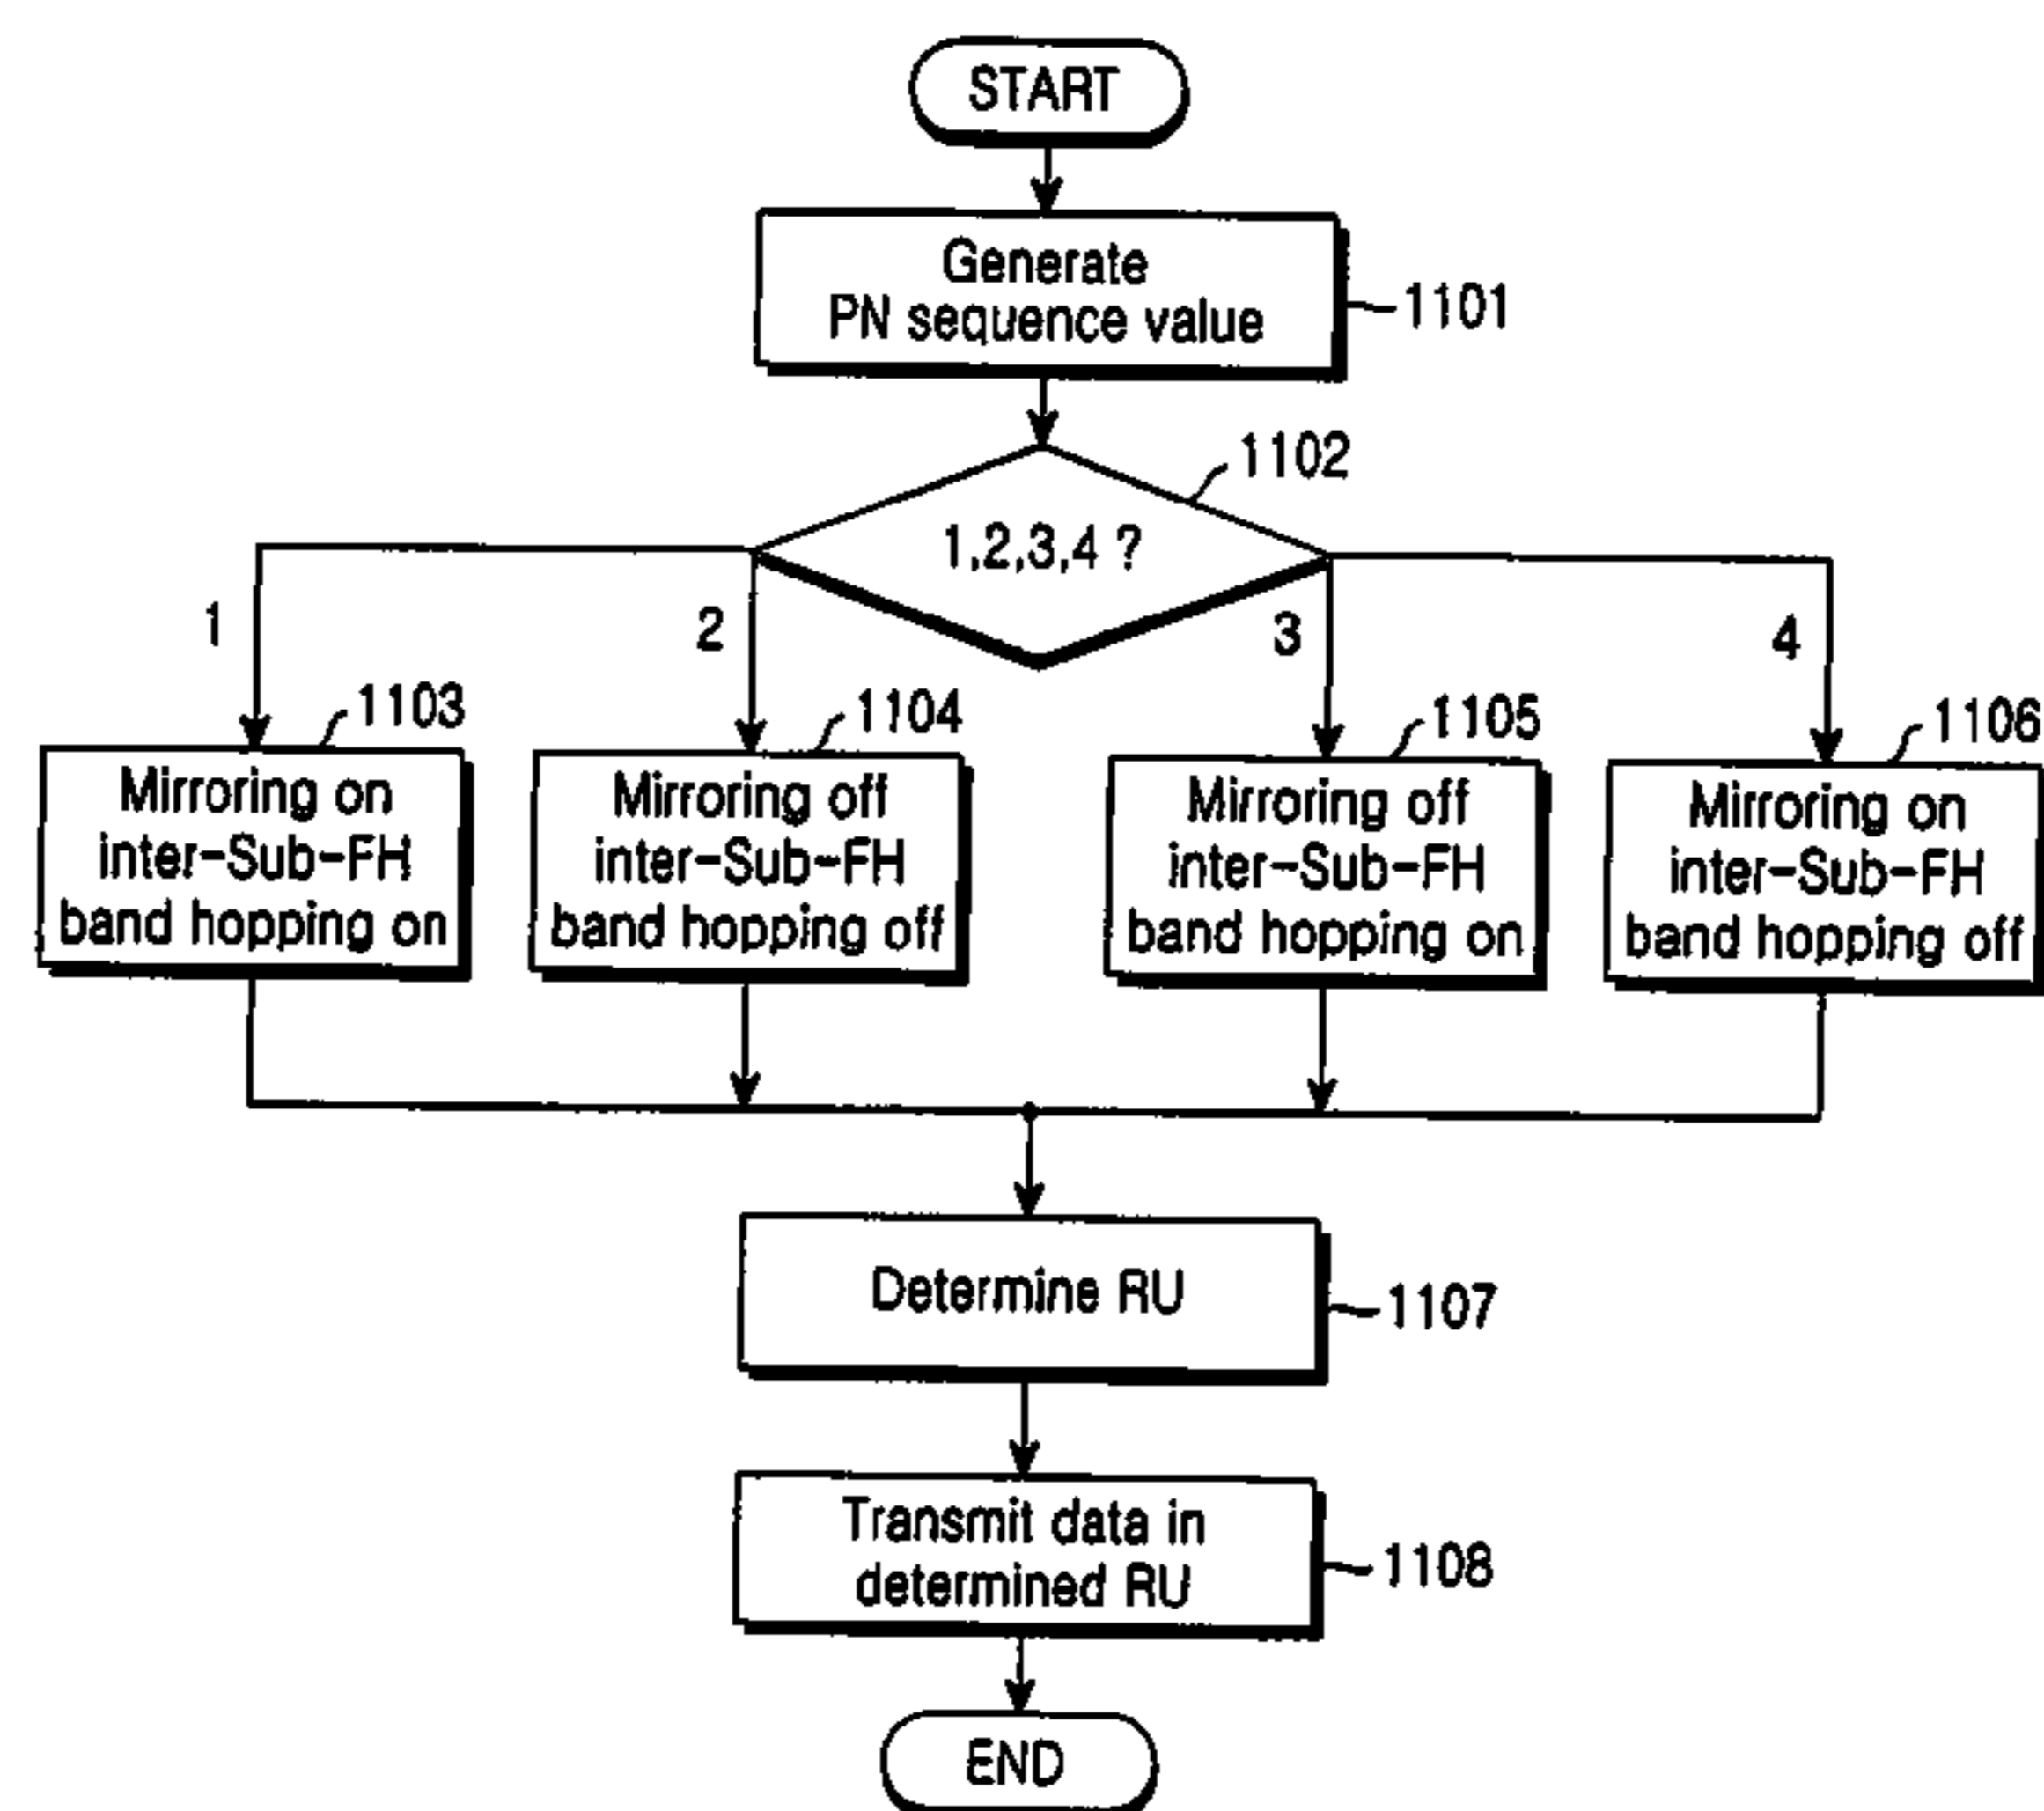 START
Generate
PN sequence value
1101
1102
1,2,3,4 ?
1
2
3
4
1103
1104
1105
1106
Mirroring on
inter-Sub-FH
band hopping on
Mirroring off
inter-Sub-FH
band hopping off
Mirroring off
inter-Sub-FH
band hopping on
Mirroring on
inter-Sub-FH
band hopping off
Determine RU
1107
Transmit data in
determined RU
1108
END